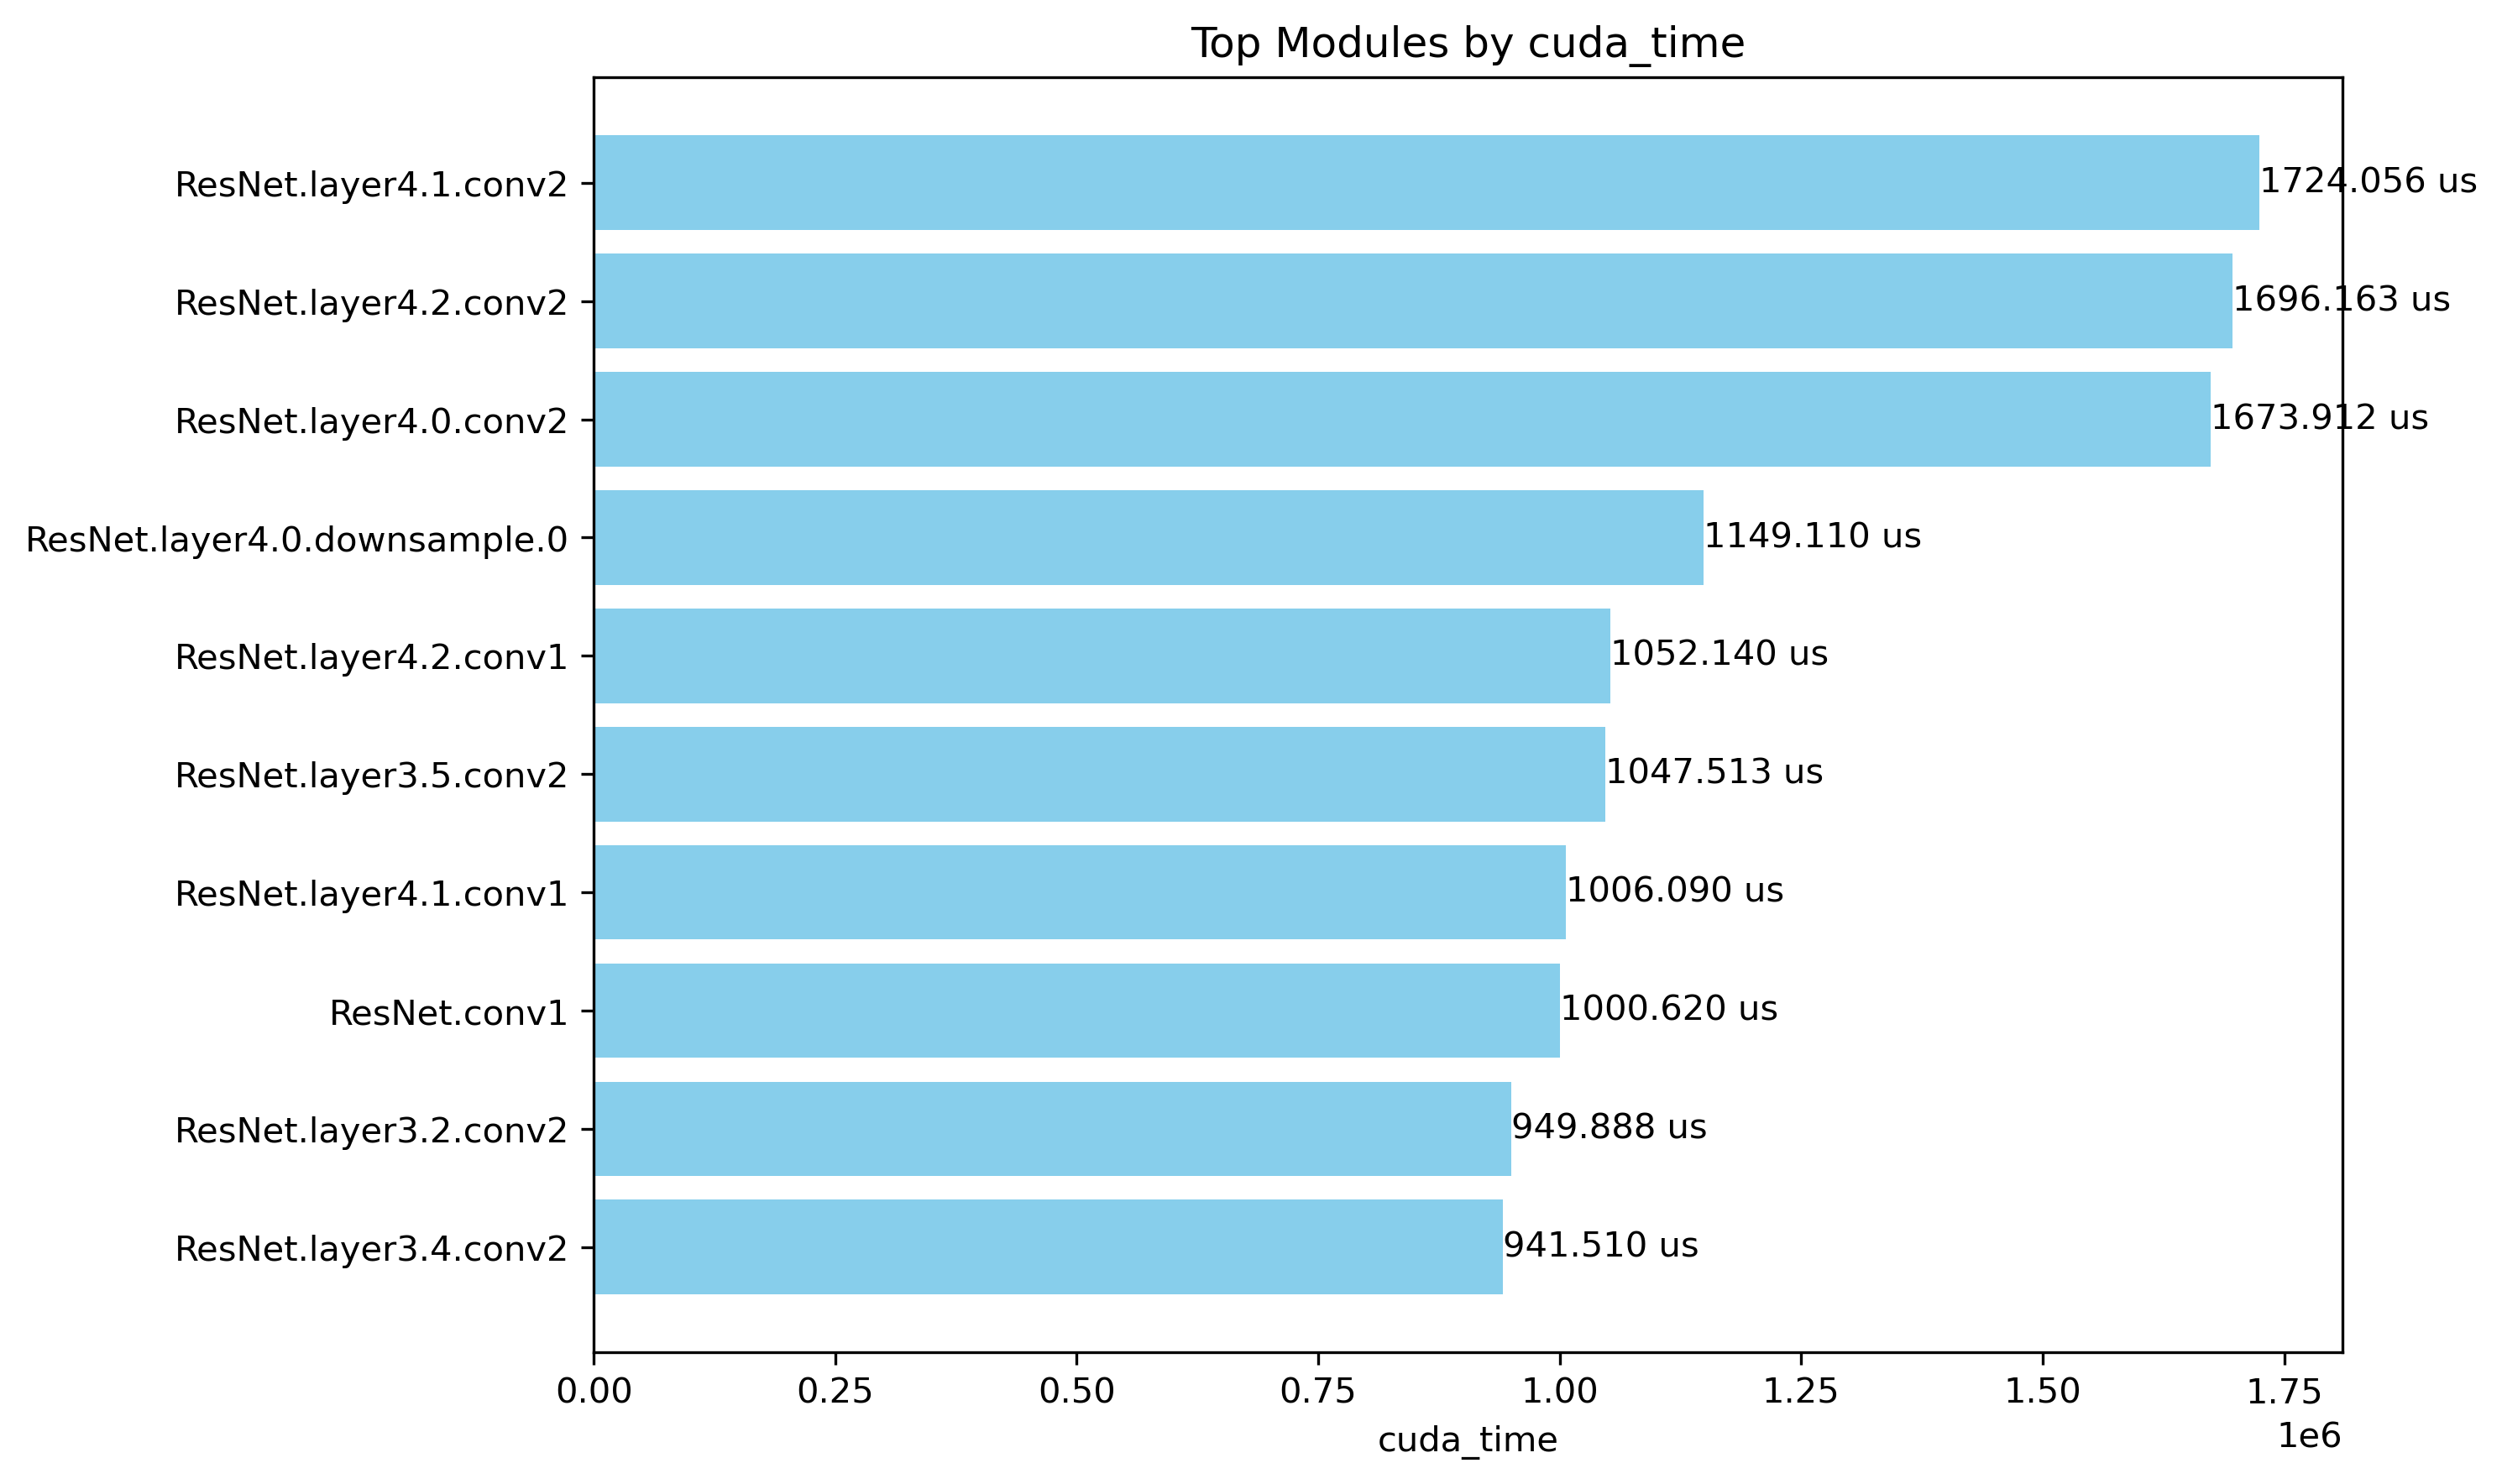 Top Modules by cuda_time
ResNet.layer4.1.conv2
1724.056 us
ResNet.layer4.2.conv2
1696.163 us
ResNet.layer4.0.conv2
1673.912 us
ResNet.layer4.0.downsample.0
1149.110 us
ResNet.layer4.2.conv1
1052.140 us
ResNet.layer3.5.conv2
1047.513 us
ResNet.layer4.1.conv1
1006.090 us
ResNet.conv1
1000.620 us
ResNet.layer3.2.conv2
949.888 us
ResNet.layer3.4.conv2
941.510 us
0.00 0.25 0.50 0.75 1.00 1.25 1.50 1.75
1e6
cuda_time